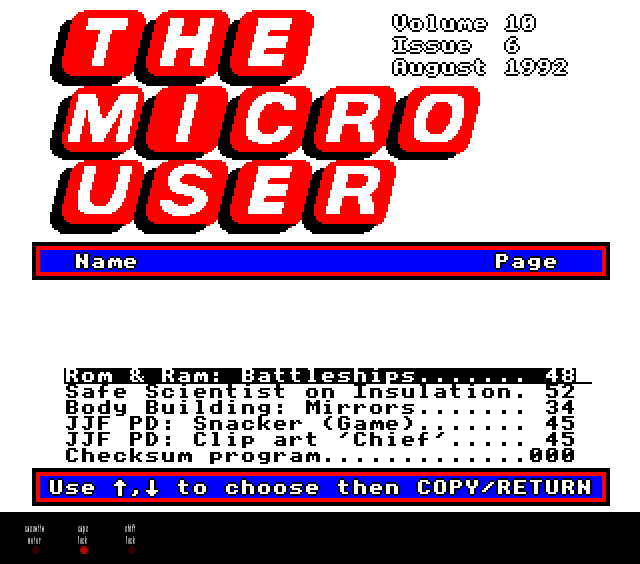 THE
MICRO
USER
Volume 10
Issue 6
August 1992
Name Page
Rom & Ram: Battleships....... 48
Safe Scientist on Insulation. 52
Body Building: Mirrors....... 34
JJF PD: Snacker (Game)....... 45
JJF PD: Clip art 'Chief'..... 45
Checksum program.............000
Use ↑,↓ to choose then COPY/RETURN
cassette motor
caps lock
shift lock